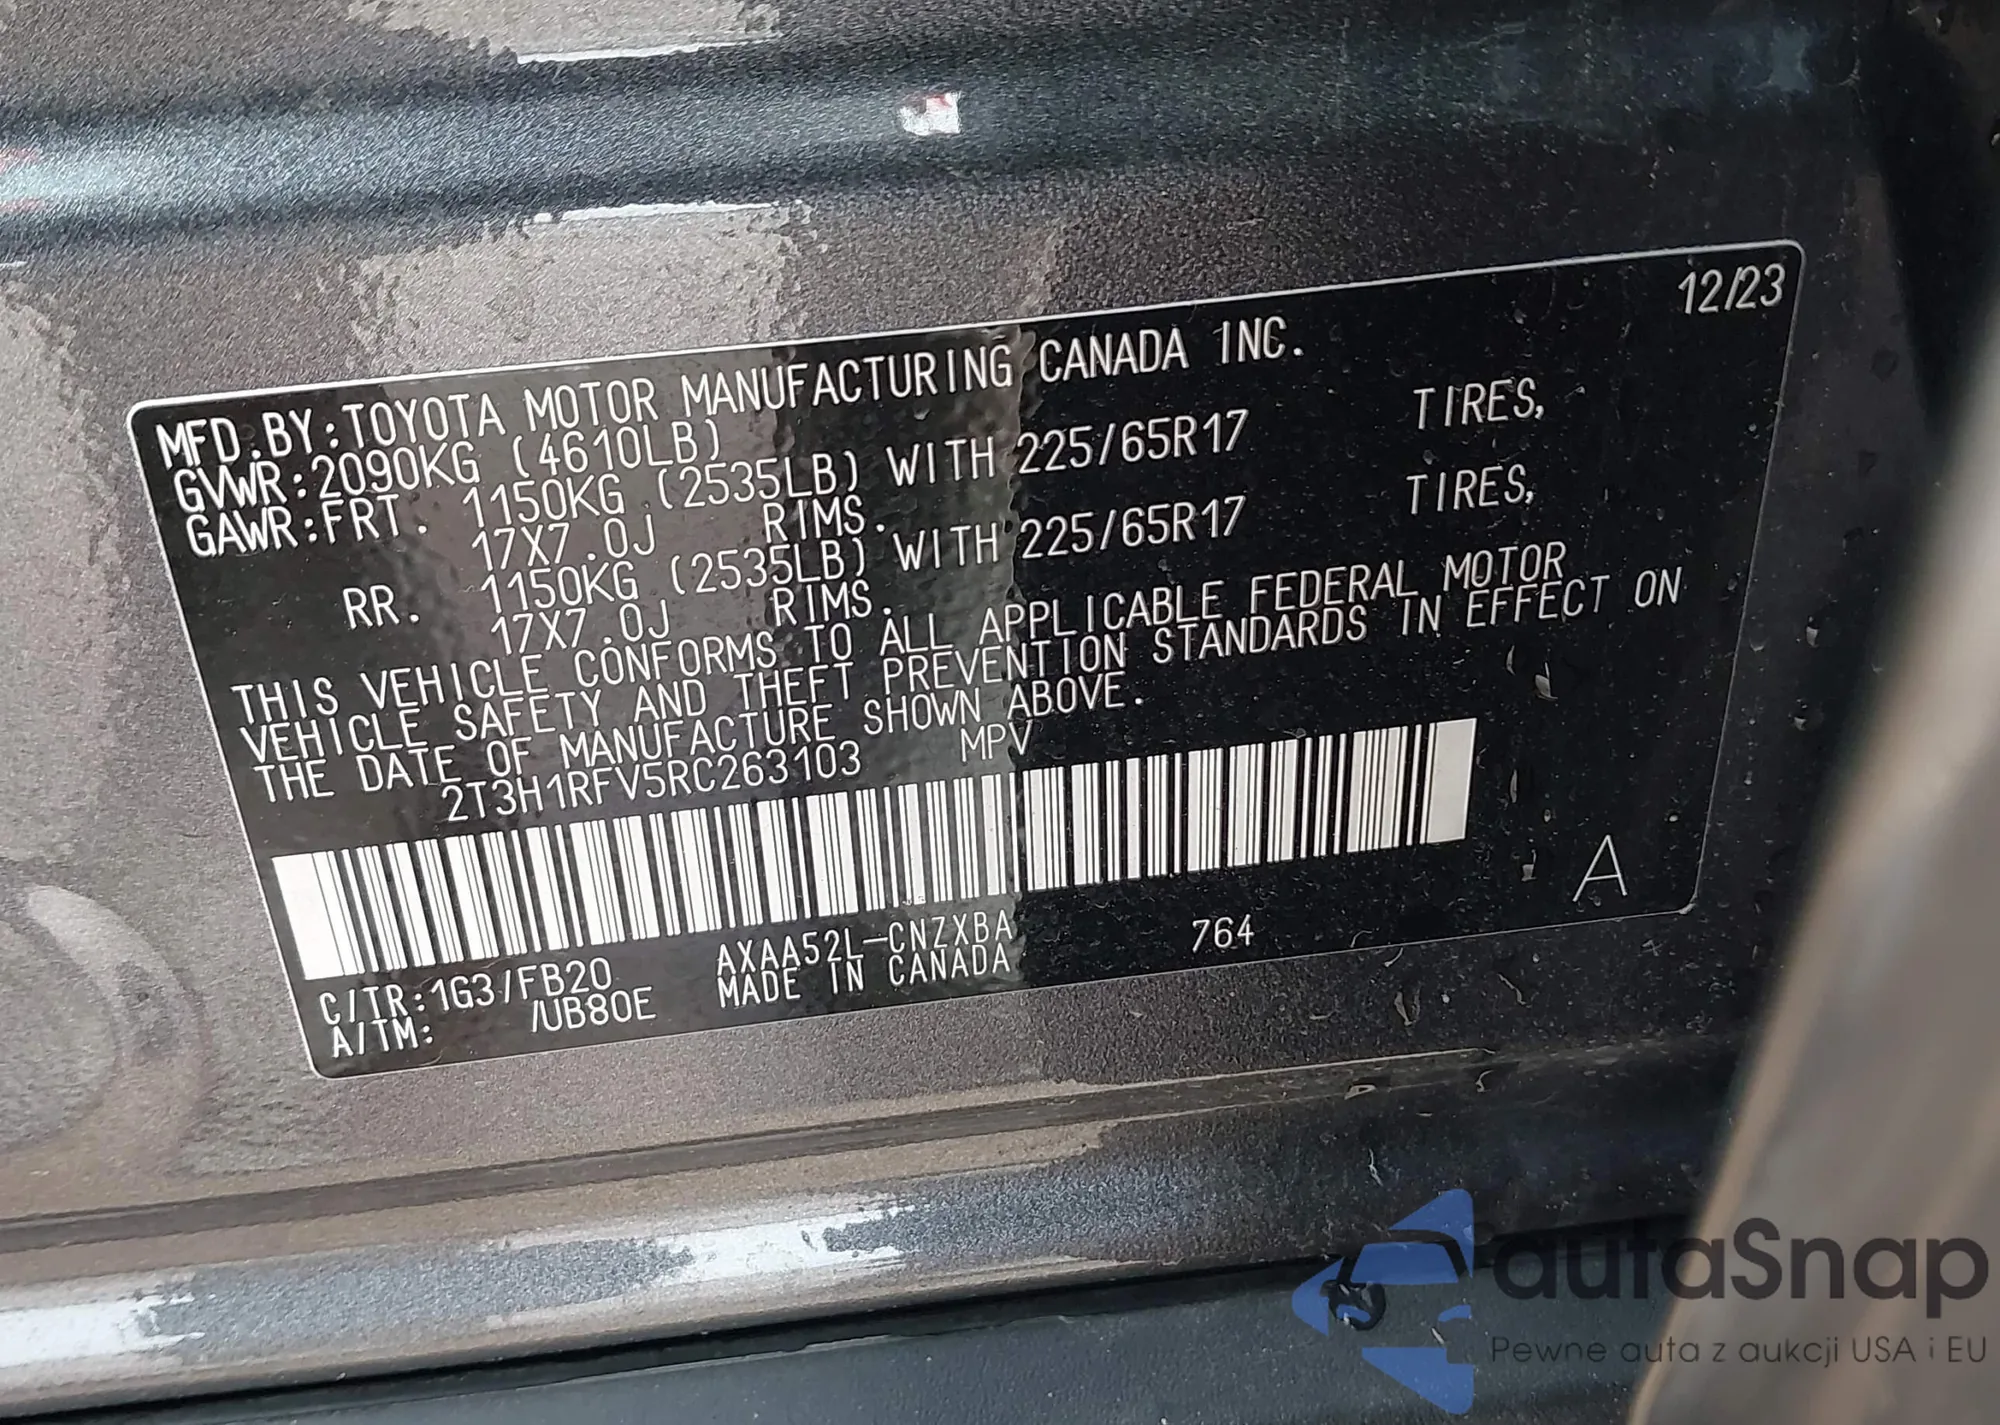 12/23
MFD.BY:TOYOTA MOTOR MANUFACTURING CANADA INC.
GVWR:2090KG (4610LB)
GAWR:FRT. 1150KG (2535LB) WITH 225/65R17 TIRES,
17X7.0J RIMS.
RR. 1150KG (2535LB) WITH 225/65R17 TIRES,
17X7.0J RIMS.
THIS VEHICLE CONFORMS TO ALL APPLICABLE FEDERAL MOTOR
VEHICLE SAFETY AND THEFT PREVENTION STANDARDS IN EFFECT ON
THE DATE OF MANUFACTURE SHOWN ABOVE.
2T3H1RFV5RC263103 MPV
A
C/TR:1G3/FB20 AXAA52L-CNZXBA 764
A/TM: /UB80E MADE IN CANADA
autaSnap
Pewne auta z aukcji USA i EU